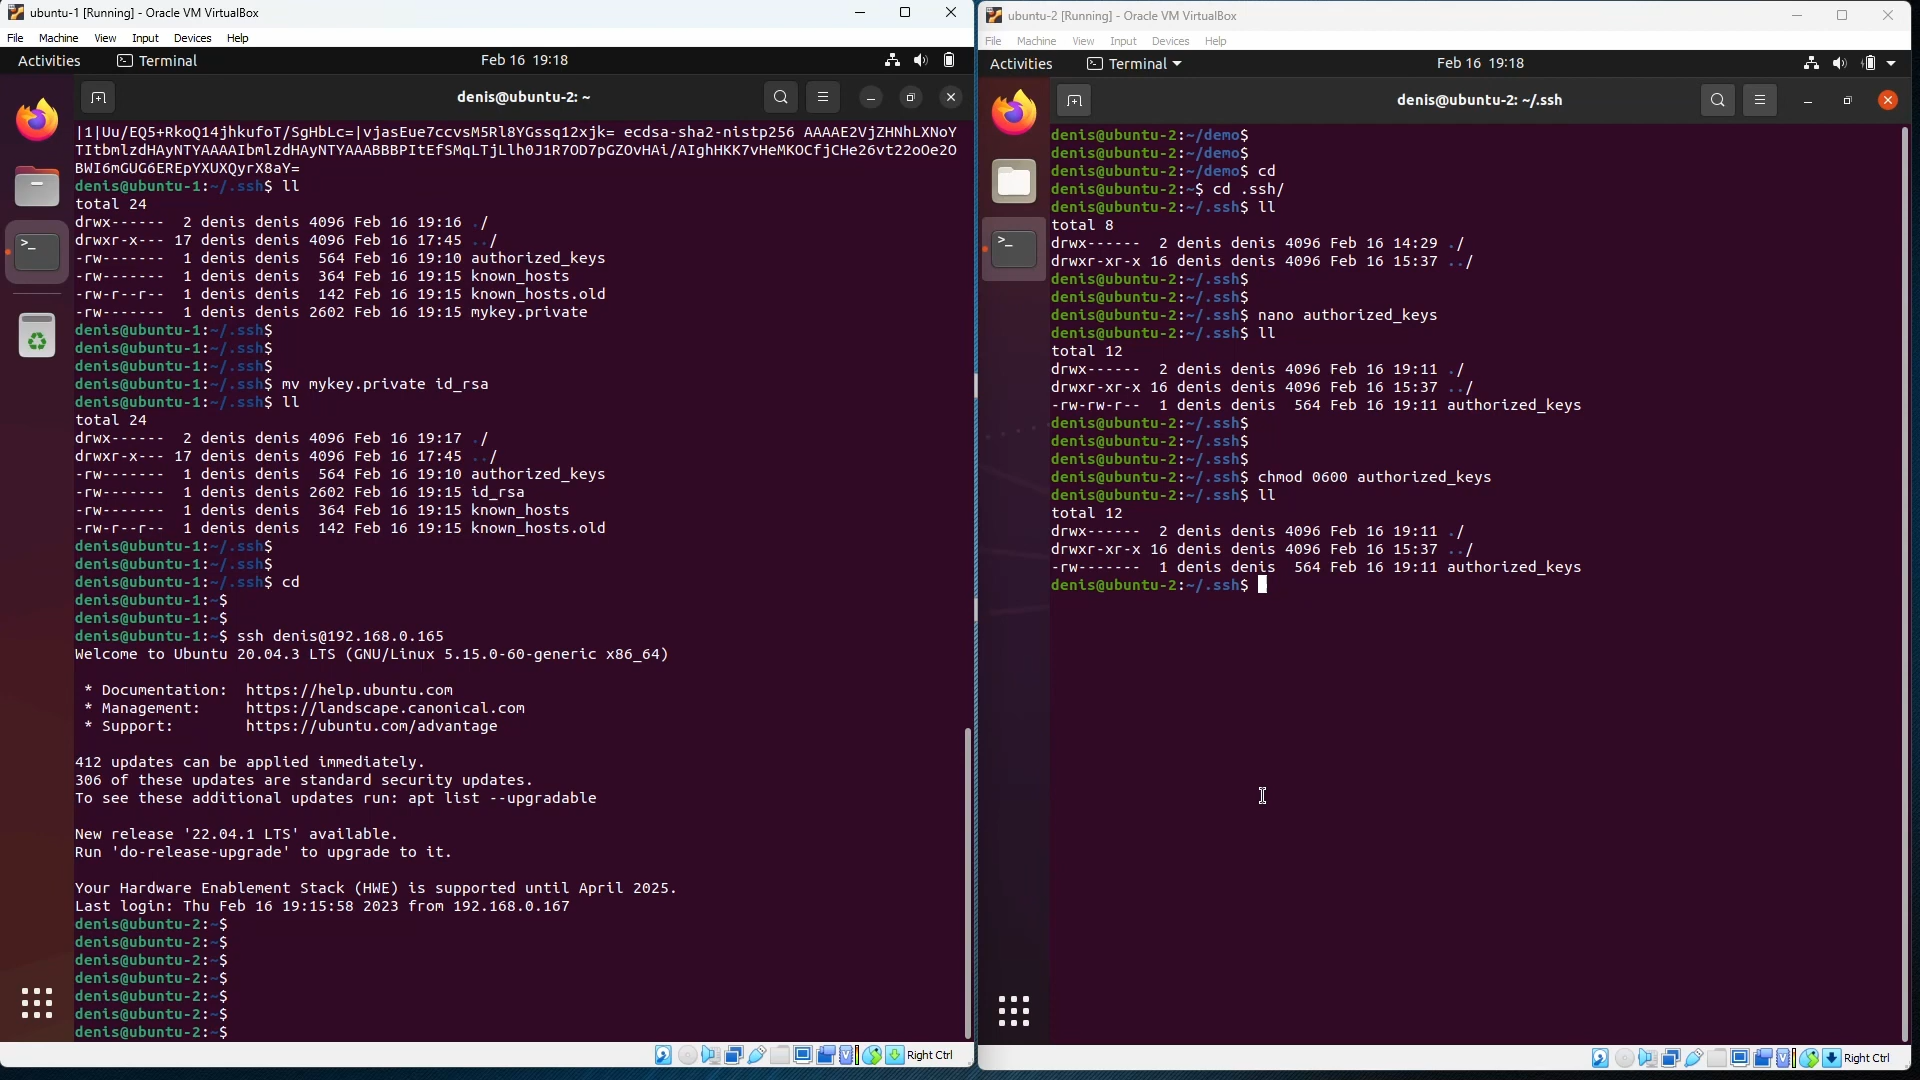 ubuntu-1 [Running] - Oracle VM VirtualBox
File Machine View Input Devices Help
Activities Terminal Feb 16 19:18
denis@ubuntu-2: ~
|1|Uu/EQ5+RkoQ14jhkufoT/SgHbLc=|vjasEue7ccvsM5Rl8YGssq12xjk= ecdsa-sha2-nistp256 AAAAE2VjZHNhLXNoY
TItbmlzdHAyNTYAAAAIbmlzdHAyNTYAAABBBPItEfSMqLTjLlh0J1R7OD7pGZOvHAi/AIghHKK7vHeMKOCfjCHe26vt22oOe2O
BWI6mGUG6EREpYXUXQyrX8aY=
denis@ubuntu-1:~/.ssh$ ll
total 24
drwx------ 2 denis denis 4096 Feb 16 19:16 ./
drwxr-x--- 17 denis denis 4096 Feb 16 17:45 ../
-rw------- 1 denis denis 564 Feb 16 19:10 authorized_keys
-rw------- 1 denis denis 364 Feb 16 19:15 known_hosts
-rw-r--r-- 1 denis denis 142 Feb 16 19:15 known_hosts.old
-rw------- 1 denis denis 2602 Feb 16 19:15 mykey.private
denis@ubuntu-1:~/.ssh$
denis@ubuntu-1:~/.ssh$
denis@ubuntu-1:~/.ssh$
denis@ubuntu-1:~/.ssh$ mv mykey.private id_rsa
denis@ubuntu-1:~/.ssh$ ll
total 24
drwx------ 2 denis denis 4096 Feb 16 19:17 ./
drwxr-x--- 17 denis denis 4096 Feb 16 17:45 ../
-rw------- 1 denis denis 564 Feb 16 19:10 authorized_keys
-rw------- 1 denis denis 2602 Feb 16 19:15 id_rsa
-rw------- 1 denis denis 364 Feb 16 19:15 known_hosts
-rw-r--r-- 1 denis denis 142 Feb 16 19:15 known_hosts.old
denis@ubuntu-1:~/.ssh$
denis@ubuntu-1:~/.ssh$
denis@ubuntu-1:~/.ssh$ cd
denis@ubuntu-1:~$
denis@ubuntu-1:~$
denis@ubuntu-1:~$ ssh denis@192.168.0.165
Welcome to Ubuntu 20.04.3 LTS (GNU/Linux 5.15.0-60-generic x86_64)
* Documentation: https://help.ubuntu.com
* Management: https://landscape.canonical.com
* Support: https://ubuntu.com/advantage
412 updates can be applied immediately.
306 of these updates are standard security updates.
To see these additional updates run: apt list --upgradable
New release '22.04.1 LTS' available.
Run 'do-release-upgrade' to upgrade to it.
Your Hardware Enablement Stack (HWE) is supported until April 2025.
Last login: Thu Feb 16 19:15:58 2023 from 192.168.0.167
denis@ubuntu-2:~$
denis@ubuntu-2:~$
denis@ubuntu-2:~$
denis@ubuntu-2:~$
denis@ubuntu-2:~$
denis@ubuntu-2:~$
denis@ubuntu-2:~$
Right Ctrl
ubuntu-2 [Running] - Oracle VM VirtualBox
File Machine View Input Devices Help
Activities Terminal Feb 16 19:18
denis@ubuntu-2: ~/.ssh
denis@ubuntu-2:~/demo$
denis@ubuntu-2:~/demo$
denis@ubuntu-2:~/demo$ cd
denis@ubuntu-2:~$ cd .ssh/
denis@ubuntu-2:~/.ssh$ ll
total 8
drwx------ 2 denis denis 4096 Feb 16 14:29 ./
drwxr-xr-x 16 denis denis 4096 Feb 16 15:37 ../
denis@ubuntu-2:~/.ssh$
denis@ubuntu-2:~/.ssh$
denis@ubuntu-2:~/.ssh$ nano authorized_keys
denis@ubuntu-2:~/.ssh$ ll
total 12
drwx------ 2 denis denis 4096 Feb 16 19:11 ./
drwxr-xr-x 16 denis denis 4096 Feb 16 15:37 ../
-rw-rw-r-- 1 denis denis 564 Feb 16 19:11 authorized_keys
denis@ubuntu-2:~/.ssh$
denis@ubuntu-2:~/.ssh$
denis@ubuntu-2:~/.ssh$
denis@ubuntu-2:~/.ssh$ chmod 0600 authorized_keys
denis@ubuntu-2:~/.ssh$ ll
total 12
drwx------ 2 denis denis 4096 Feb 16 19:11 ./
drwxr-xr-x 16 denis denis 4096 Feb 16 15:37 ../
-rw------- 1 denis denis 564 Feb 16 19:11 authorized_keys
denis@ubuntu-2:~/.ssh$
Right Ctrl